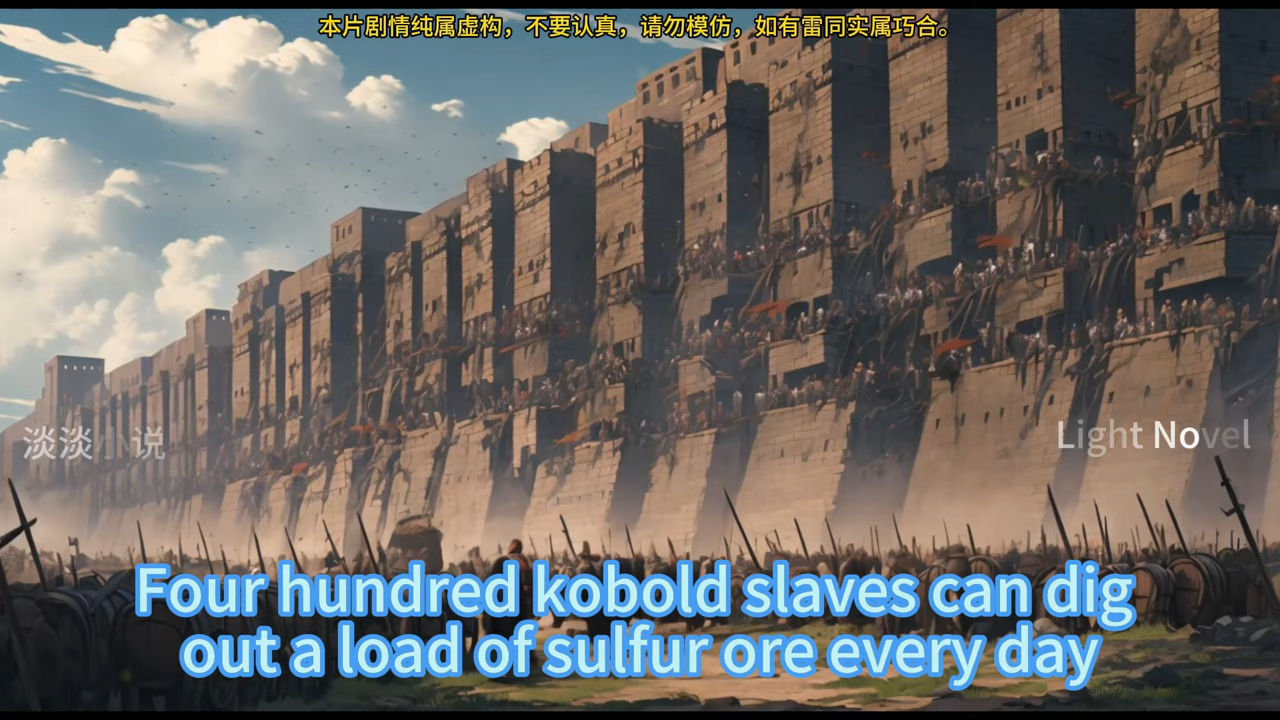 本片剧情纯属虚构，不要认真，请勿模仿，如有雷同实属巧合。
淡淡小说
Light Novel
Four hundred kobold slaves can dig
out a load of sulfur ore every day